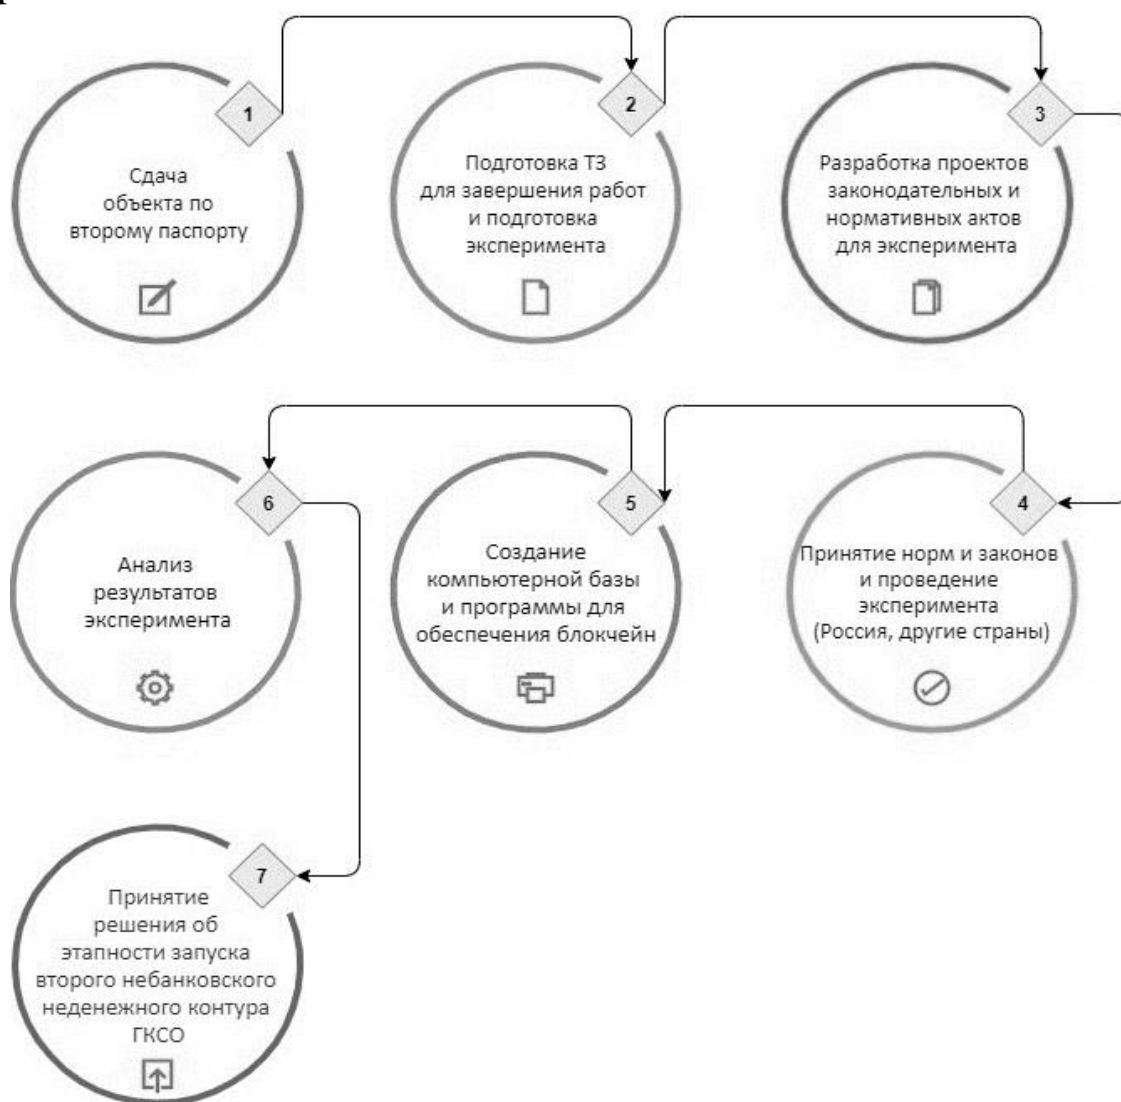 1
Сдача
объекта по
второму паспорту
2
Подготовка ТЗ
для завершения работ
и подготовка
эксперимента
3
Разработка проектов
законодательных и
нормативных актов
для эксперимента
4
Принятие норм и законов
и проведение
эксперимента
(Россия, другие страны)
5
Создание
компьютерной базы
и программы для
обеспечения блокчейн
6
Анализ
результатов
эксперимента
7
Принятие
решения об
этапности запуска
второго небанковского
неденежного контура
ГКСО